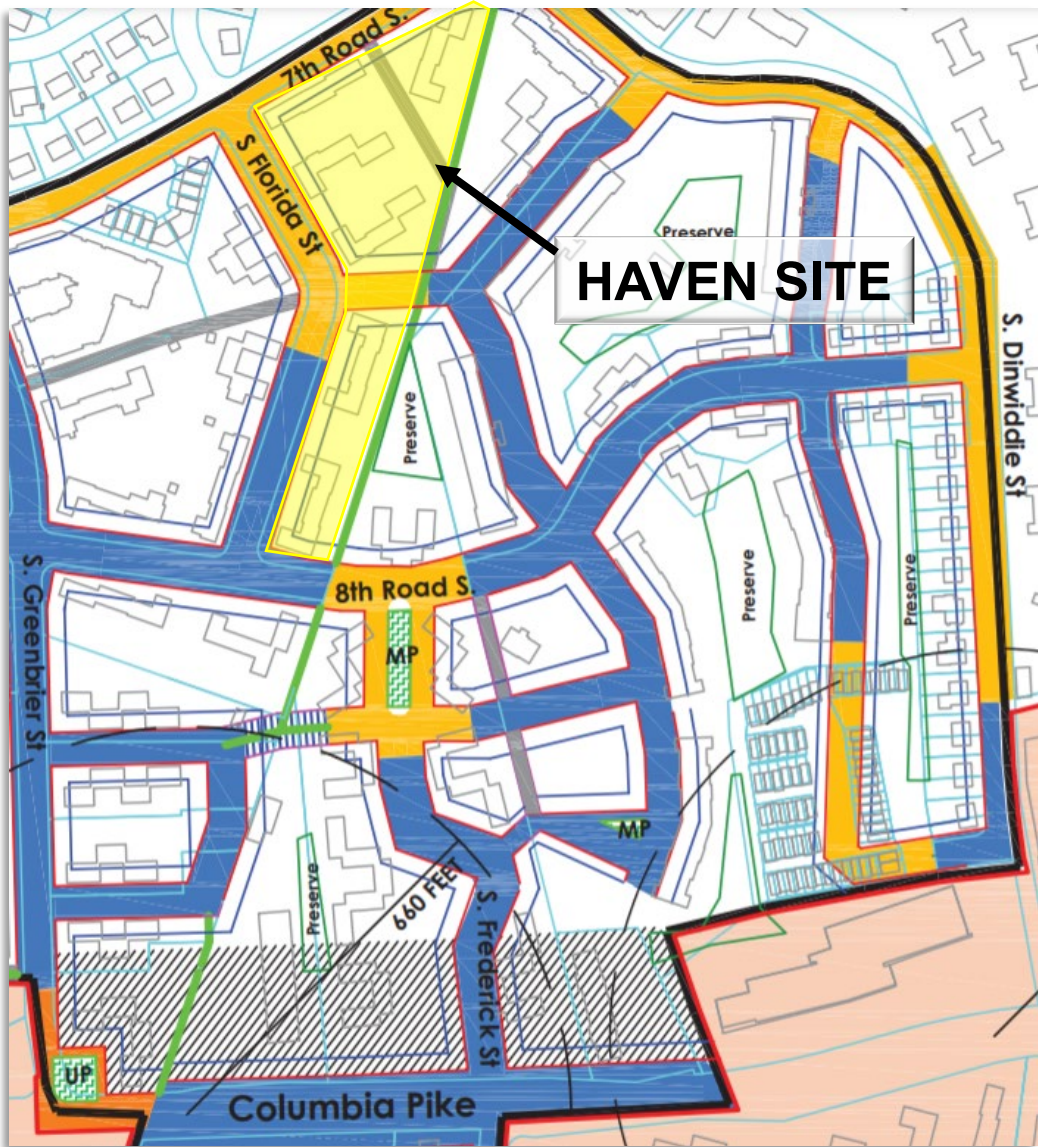 7th Road S.
S Florida St
Preserve
HAVEN SITE
S. Dinwiddie St
Preserve
Preserve
Preserve
S. Greenbrier St
8th Road S.
MP
MP
Preserve
660 FEET
S. Frederick St
UP
Columbia Pike